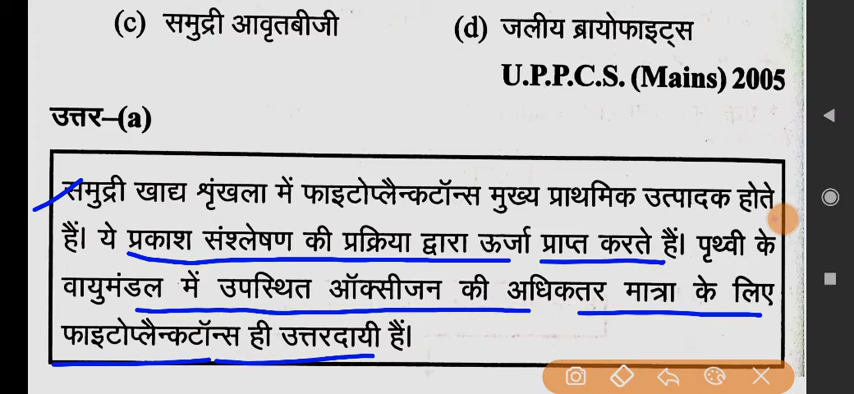 (c) समुद्री आवृतबीजी (d) जलीय ब्रायोफाइट्स
U.P.P.C.S. (Mains) 2005
उत्तर–(a)
समुद्री खाद्य शृंखला में फाइटोप्लैन्कटॉन्स मुख्य प्राथमिक उत्पादक होते
हैं। ये प्रकाश संश्लेषण की प्रक्रिया द्वारा ऊर्जा प्राप्त करते हैं। पृथ्वी के
वायुमंडल में उपस्थित ऑक्सीजन की अधिकतर मात्रा के लिए
फाइटोप्लैन्कटॉन्स ही उत्तरदायी हैं।